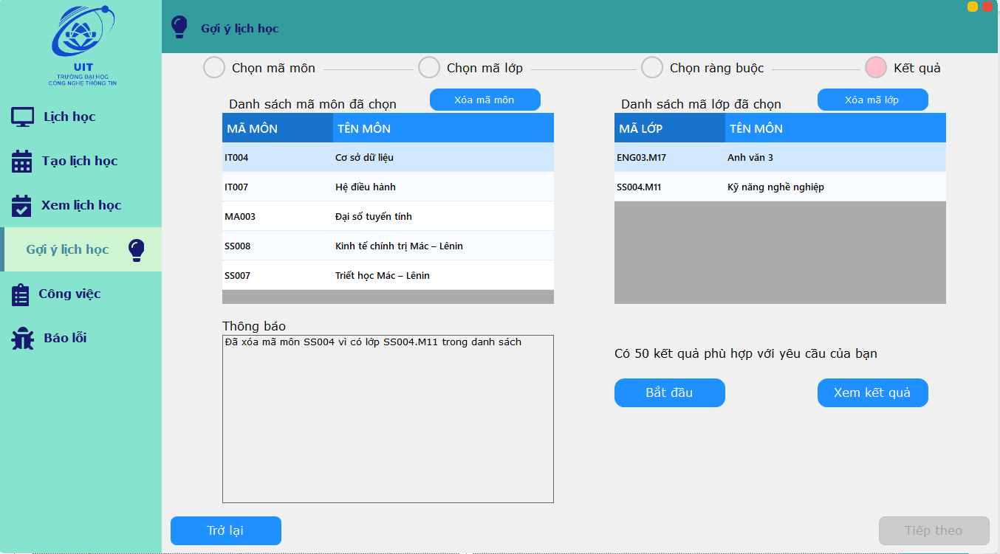 UIT
TRƯỜNG ĐẠI HỌC
CÔNG NGHỆ THÔNG TIN
Lịch học
Tạo lịch học
Xem lịch học
Gợi ý lịch học
Công việc
Báo lỗi
Gợi ý lịch học
Chọn mã môn
Chọn mã lớp
Chọn ràng buộc
Kết quả
Danh sách mã môn đã chọn
Xóa mã môn
MÃ MÔN TÊN MÔN
IT004 Cơ sở dữ liệu
IT007 Hệ điều hành
MA003 Đại số tuyến tính
SS008 Kinh tế chính trị Mác – Lênin
SS007 Triết học Mác – Lênin
Danh sách mã lớp đã chọn
Xóa mã lớp
MÃ LỚP TÊN MÔN
ENG03.M17 Anh văn 3
SS004.M11 Kỹ năng nghề nghiệp
Thông báo
Đã xóa mã môn SS004 vì có lớp SS004.M11 trong danh sách
Có 50 kết quả phù hợp với yêu cầu của bạn
Bắt đầu
Xem kết quả
Trở lại
Tiếp theo